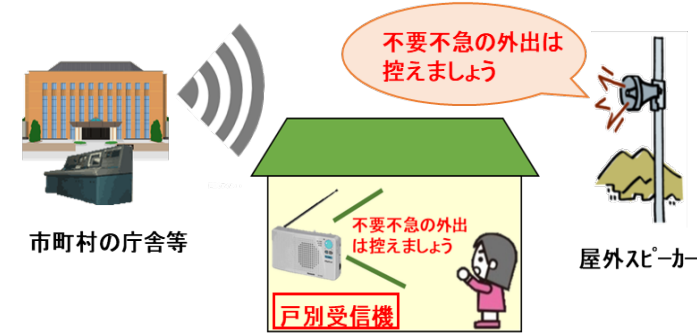 不要不急の外出は
控えましょう
不要不急の外出
は控えましょう
市町村の庁舎等
戸別受信機
屋外スピーカー